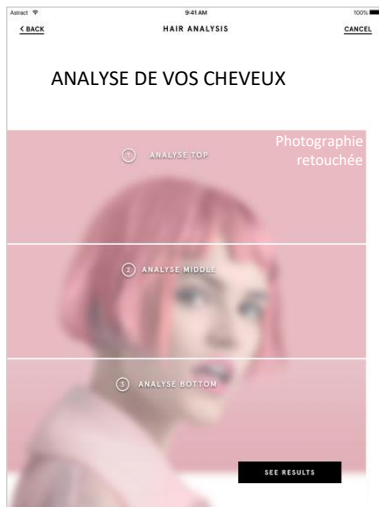 Astract 9:41 AM 100%
< BACK HAIR ANALYSIS CANCEL
ANALYSE DE VOS CHEVEUX
Photographie
retouchée
1 ANALYSE TOP
2 ANALYSE MIDDLE
3 ANALYSE BOTTOM
SEE RESULTS